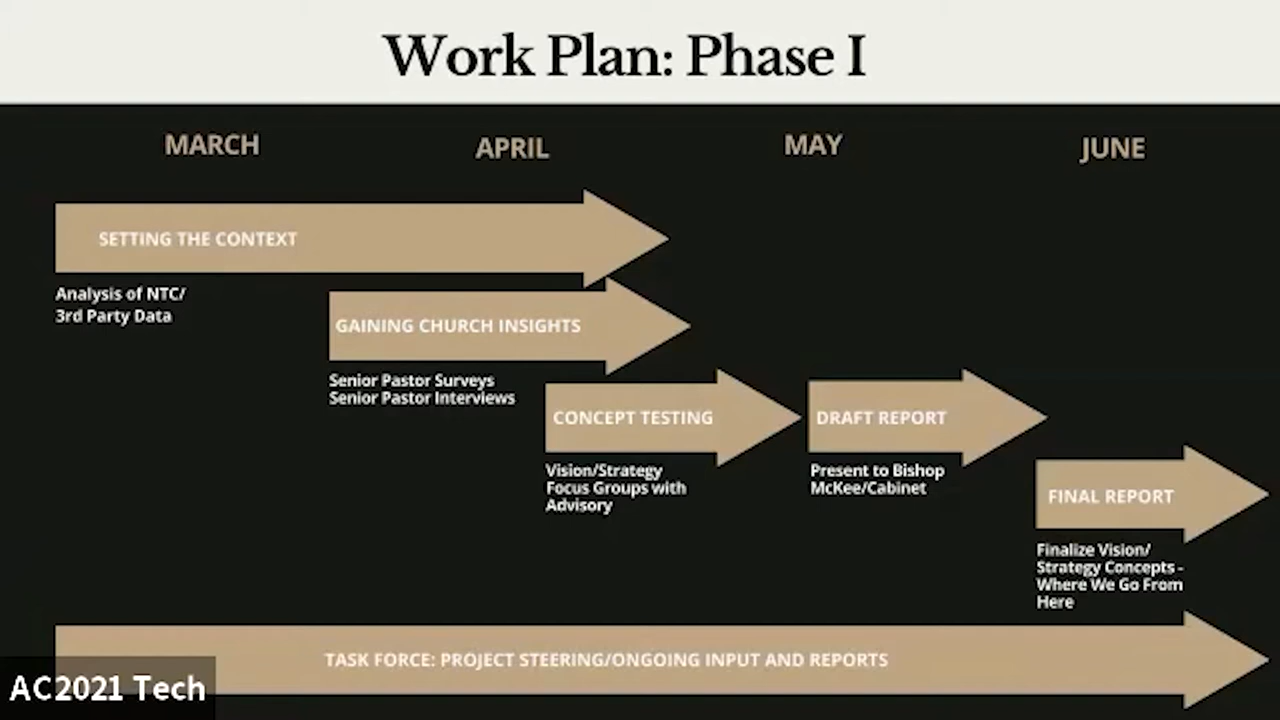 Work Plan: Phase I
MARCH
APRIL
MAY
JUNE
SETTING THE CONTEXT
Analysis of NTC/
3rd Party Data
GAINING CHURCH INSIGHTS
Senior Pastor Surveys
Senior Pastor Interviews
CONCEPT TESTING
Vision/Strategy
Focus Groups with
Advisory
DRAFT REPORT
Present to Bishop
McKee/Cabinet
FINAL REPORT
Finalize Vision/
Strategy Concepts -
Where We Go From
Here
TASK FORCE: PROJECT STEERING/ONGOING INPUT AND REPORTS
AC2021 Tech